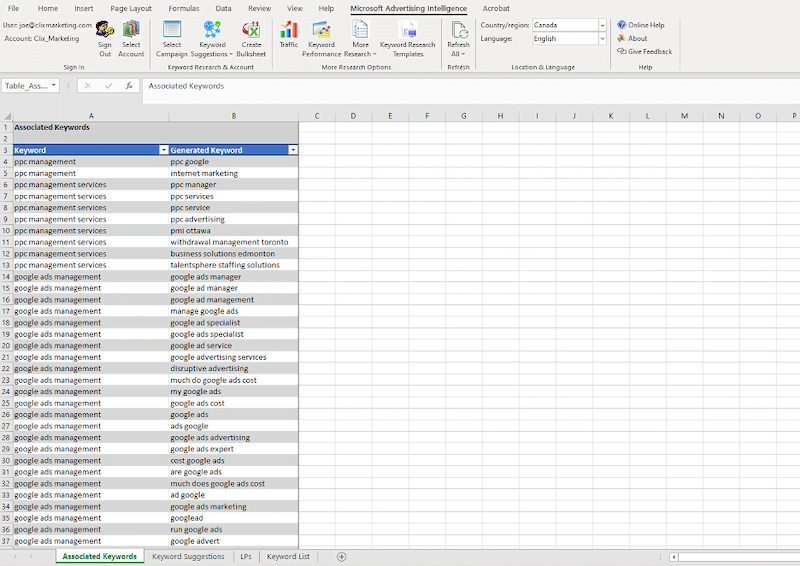 File Home Insert Page Layout Formulas Data Review View Help Microsoft Advertising Intelligence Acrobat
User: joe@clixmarketing.com
Account: Clix_Marketing
Sign Out
Select Account
Sign in
Select Campaign
Keyword Suggestions
Create Bulksheet
Keyword Research & Account
Traffic
Keyword Performance
More Research
Keyword Research Templates
More Research Options
Refresh All
Refresh
Country/region: Canada
Language: English
Location & Language
Online Help
About
Give Feedback
Help
Table_Ass... fx Associated Keywords
A B C D E F G H I J K L M N O P
1 Associated Keywords
2
3 Keyword Generated Keyword
4 ppc management ppc google
5 ppc management internet marketing
6 ppc management services ppc manager
7 ppc management services ppc services
8 ppc management services ppc service
9 ppc management services ppc advertising
10 ppc management services pmi ottawa
11 ppc management services withdrawal management toronto
12 ppc management services business solutions edmonton
13 ppc management services talentsphere staffing solutions
14 google ads management google ads manager
15 google ads management google ad manager
16 google ads management google ad management
17 google ads management manage google ads
18 google ads management google ad specialist
19 google ads management google ads specialist
20 google ads management google ad service
21 google ads management google advertising services
22 google ads management disruptive advertising
23 google ads management much do google ads cost
24 google ads management my google ads
25 google ads management google ads cost
26 google ads management google ads
27 google ads management ads google
28 google ads management google ads advertising
29 google ads management google ads expert
30 google ads management cost google ads
31 google ads management are google ads
32 google ads management much does google ads cost
33 google ads management ad google
34 google ads management google ads marketing
35 google ads management googlead
36 google ads management run google ads
37 google ads management google advert
Associated Keywords Keyword Suggestions LPs Keyword List